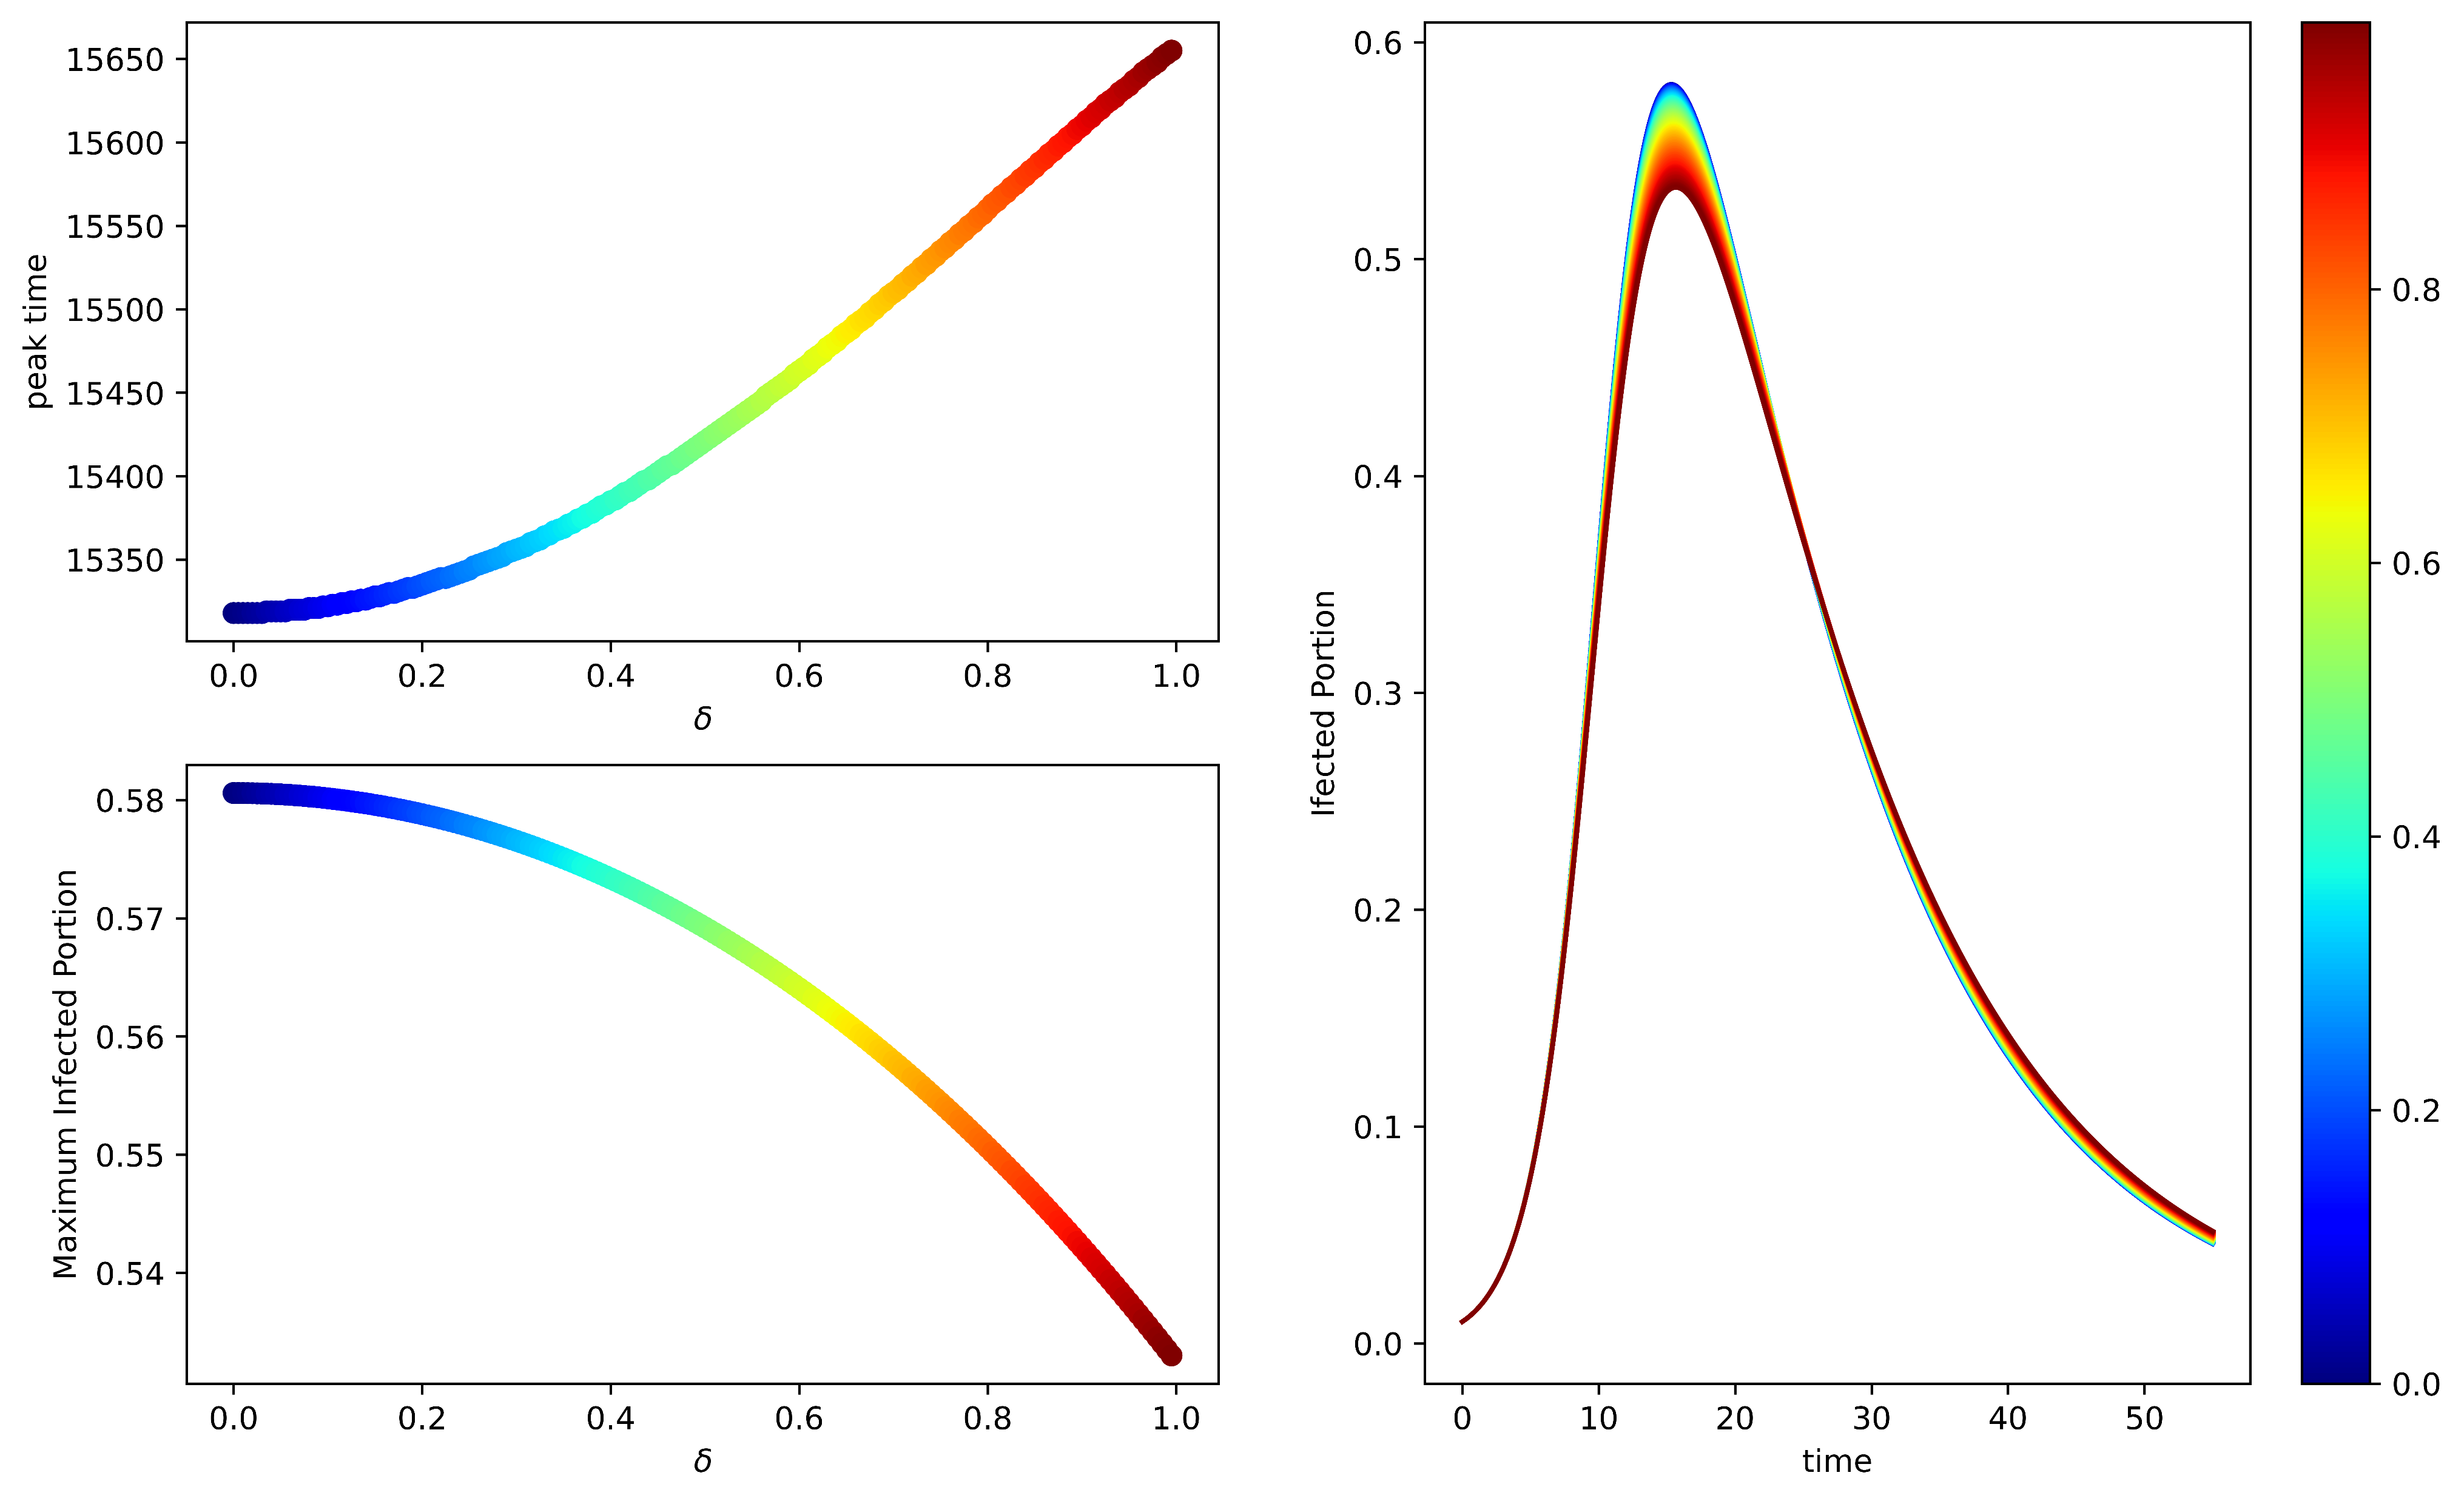 15650
15600
15550
15500
15450
15400
15350
peak time
0.0 0.2 0.4 0.6 0.8 1.0
δ
0.58
0.57
0.56
0.55
0.54
Maximum Infected Portion
0.0 0.2 0.4 0.6 0.8 1.0
δ
0.6
0.5
0.4
0.3
0.2
0.1
0.0
Ifected Portion
0 10 20 30 40 50
time
0.8
0.6
0.4
0.2
0.0